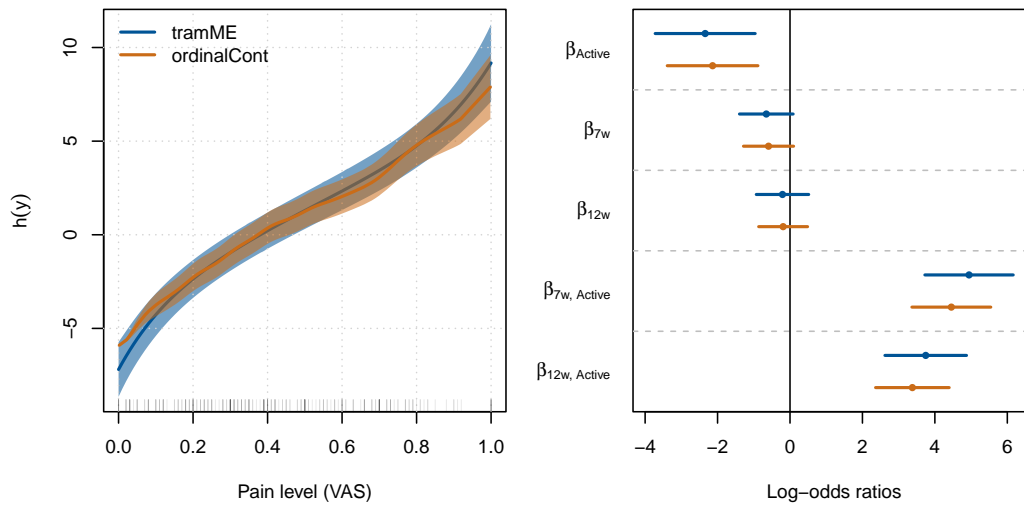 tramME
ordinalCont
10
5
0
−5
h(y)
0.0 0.2 0.4 0.6 0.8 1.0
Pain level (VAS)
βActive
β7w
β12w
β7w, Active
β12w, Active
−4 −2 0 2 4 6
Log−odds ratios